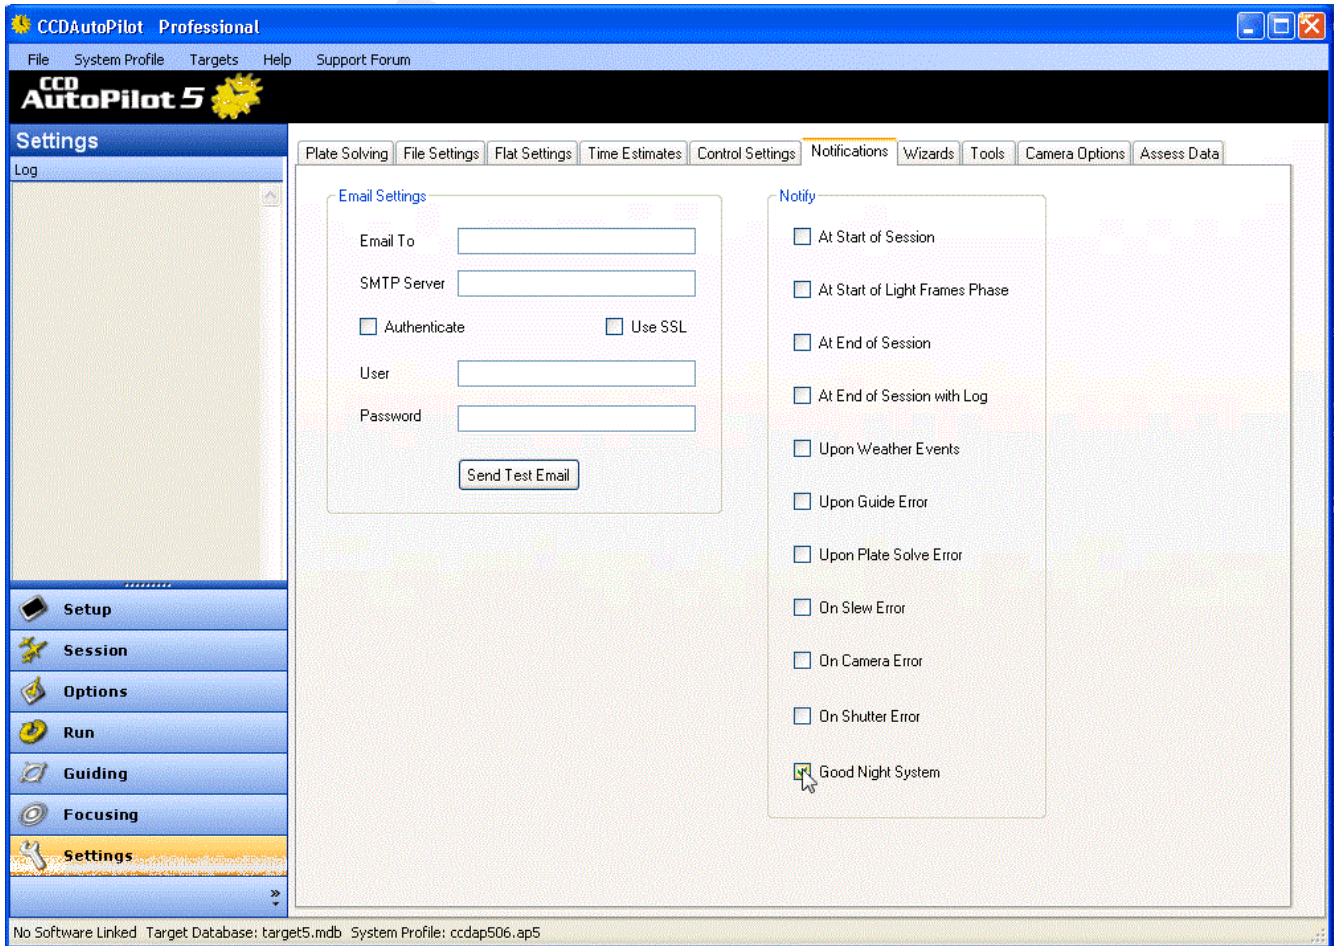 CCDAutoPilot Professional
File System Profile Targets Help Support Forum
CCD
AutoPilot 5
Settings
Log
Plate Solving File Settings Flat Settings Time Estimates Control Settings Notifications Wizards Tools Camera Options Assess Data
Email Settings
Email To
SMTP Server
Authenticate Use SSL
User
Password
Send Test Email
Notify
At Start of Session
At Start of Light Frames Phase
At End of Session
At End of Session with Log
Upon Weather Events
Upon Guide Error
Upon Plate Solve Error
On Slew Error
On Camera Error
On Shutter Error
Good Night System
Setup
Session
Options
Run
Guiding
Focusing
Settings
No Software Linked Target Database: target5.mdb System Profile: ccdap506.ap5